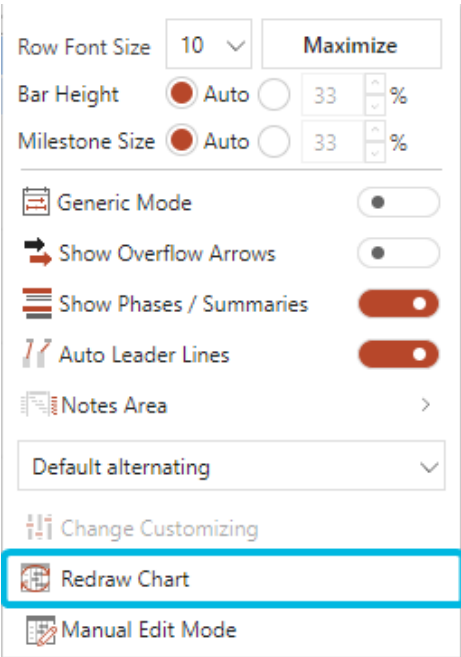 Row Font Size 10 Maximize
Bar Height Auto 33 %
Milestone Size Auto 33 %
Generic Mode
Show Overflow Arrows
Show Phases / Summaries
Auto Leader Lines
Notes Area
Default alternating
Change Customizing
Redraw Chart
Manual Edit Mode